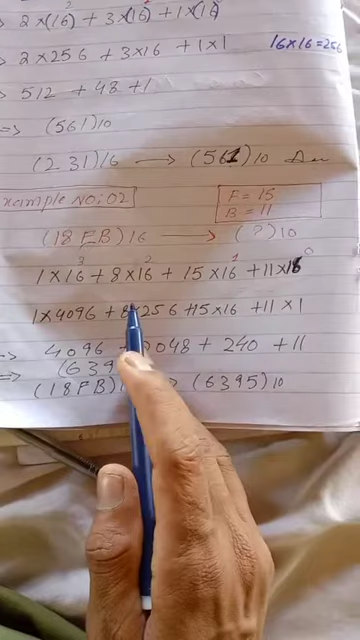 2×(16)² + 3×(16)¹ + 1×(16)⁰
2×256 + 3×16 + 1×1 16×16=256
512 + 48 + 1
=> (561)10
(231)16 → (561)10 Ans
Example NO; 02
F = 15
B = 11
(18FB)16 → (?)10
1×16³ + 8×16² + 15×16¹ + 11×16⁰
1×4096 + 8×256 + 15×16 + 11×1
=> 4096 + 2048 + 240 + 11
=> (639
(18FB) (6395)10